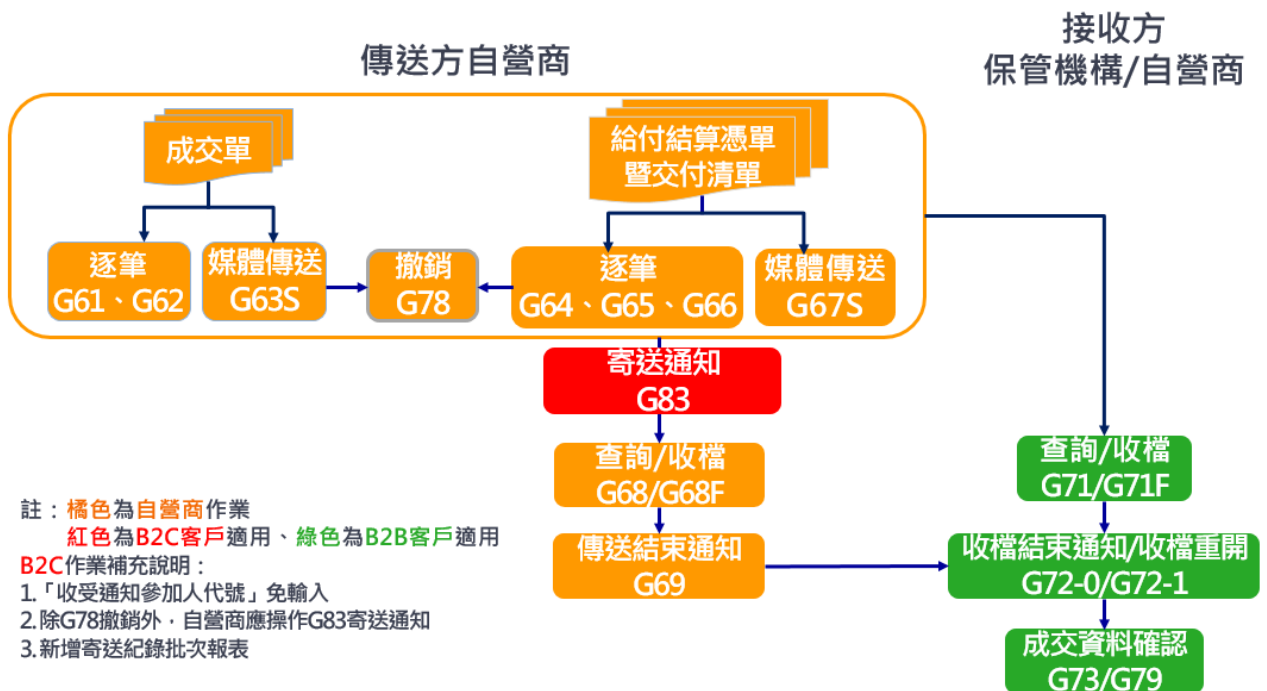 傳送方自營商
接收方
保管機構/自營商
成交單
給付結算憑單
暨交付清單
逐筆
G61、G62
媒體傳送
G63S
撤銷
G78
逐筆
G64、G65、G66
媒體傳送
G67S
寄送通知
G83
查詢/收檔
G68/G68F
傳送結束通知
G69
查詢/收檔
G71/G71F
收檔結束通知/收檔重開
G72-0/G72-1
成交資料確認
G73/G79
註：橘色為自營商作業
紅色為B2C客戶適用、綠色為B2B客戶適用
B2C作業補充說明：
1.「收受通知參加人代號」免輸入
2.除G78撤銷外，自營商應操作G83寄送通知
3.新增寄送紀錄批次報表